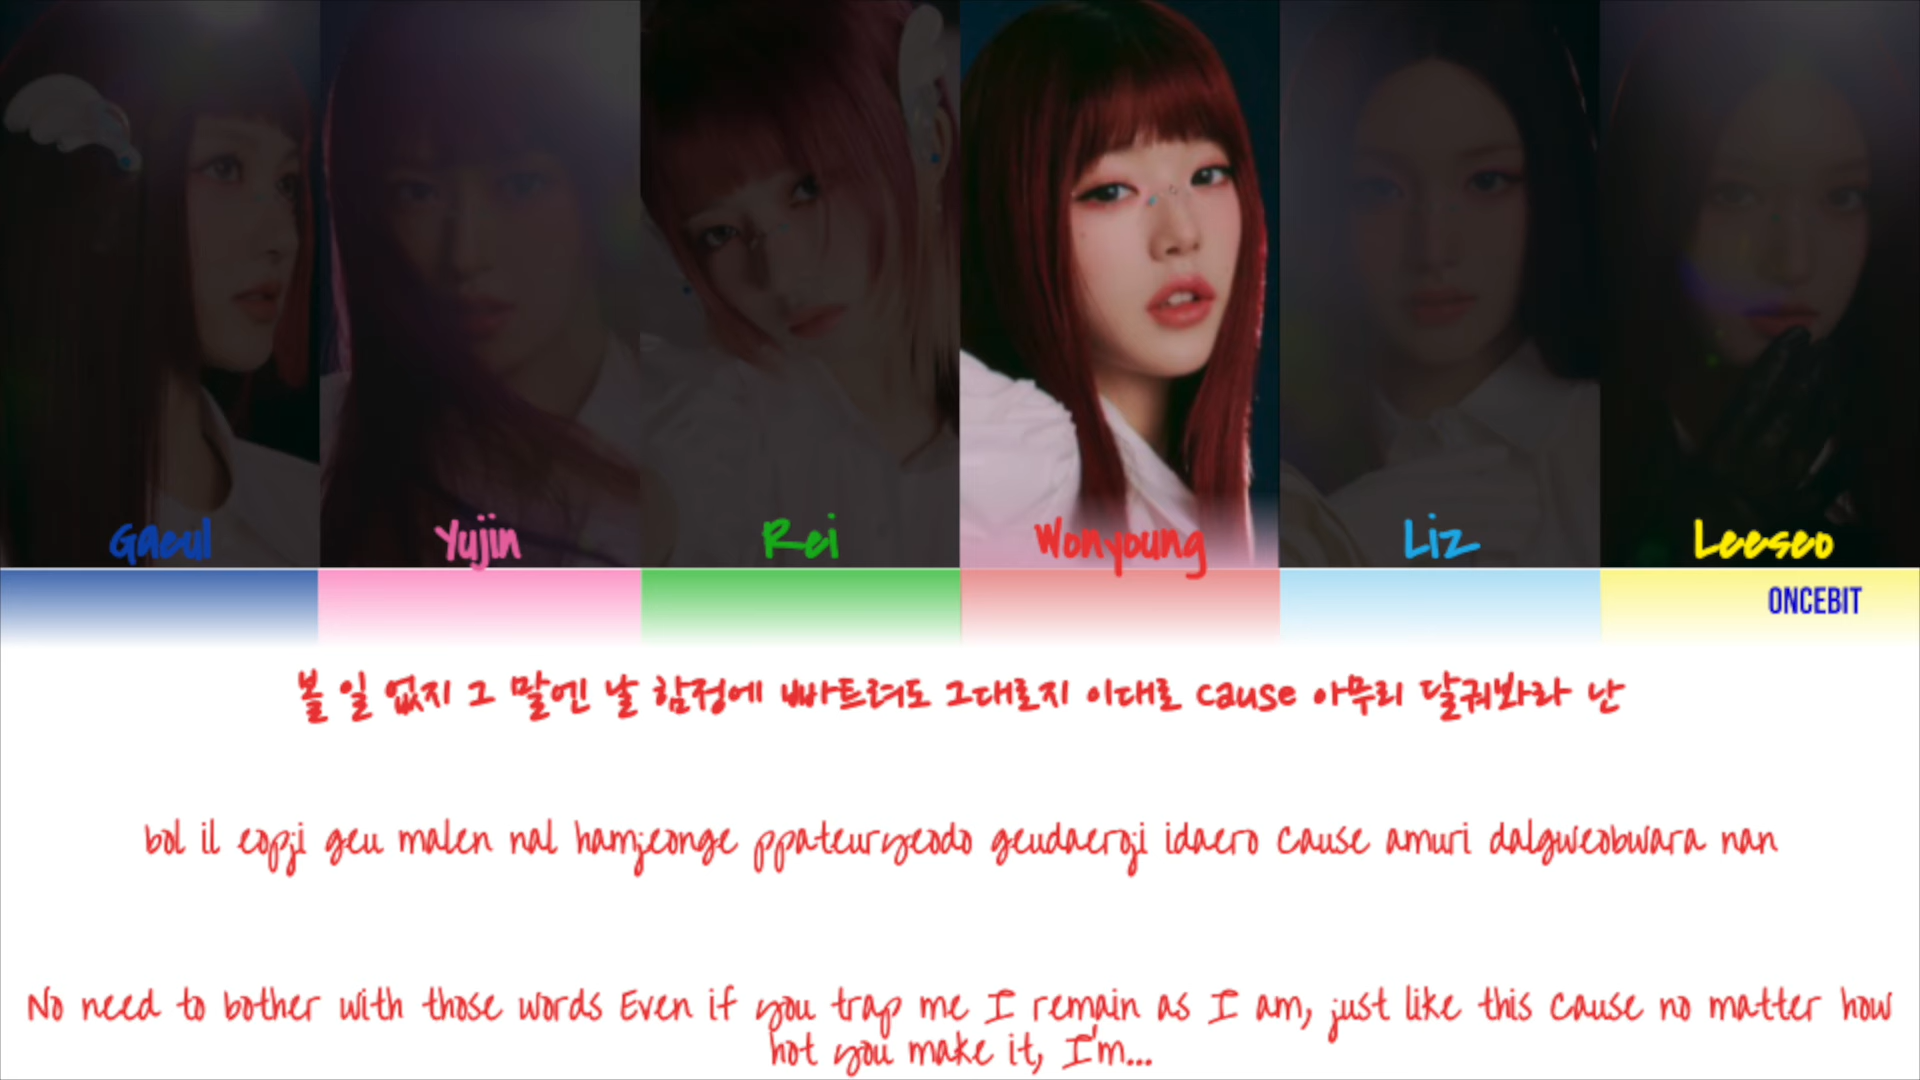 Gaeul
Yujin
Rei
Wonyoung
Liz
Leeseo
ONCEBIT
볼 일 없지 그 말엔 날 함정에 빠트려도 그대로지 이대로 cause 아무리 달궈봐라 난
bol il eopji geu malen nal hamjeonge ppateuryeodo geudaeroji idaero Cause amuri dalgweobwara nan
No need to bother with those words Even if you trap me I remain as I am, just like this Cause no matter how
hot you make it, I'm...